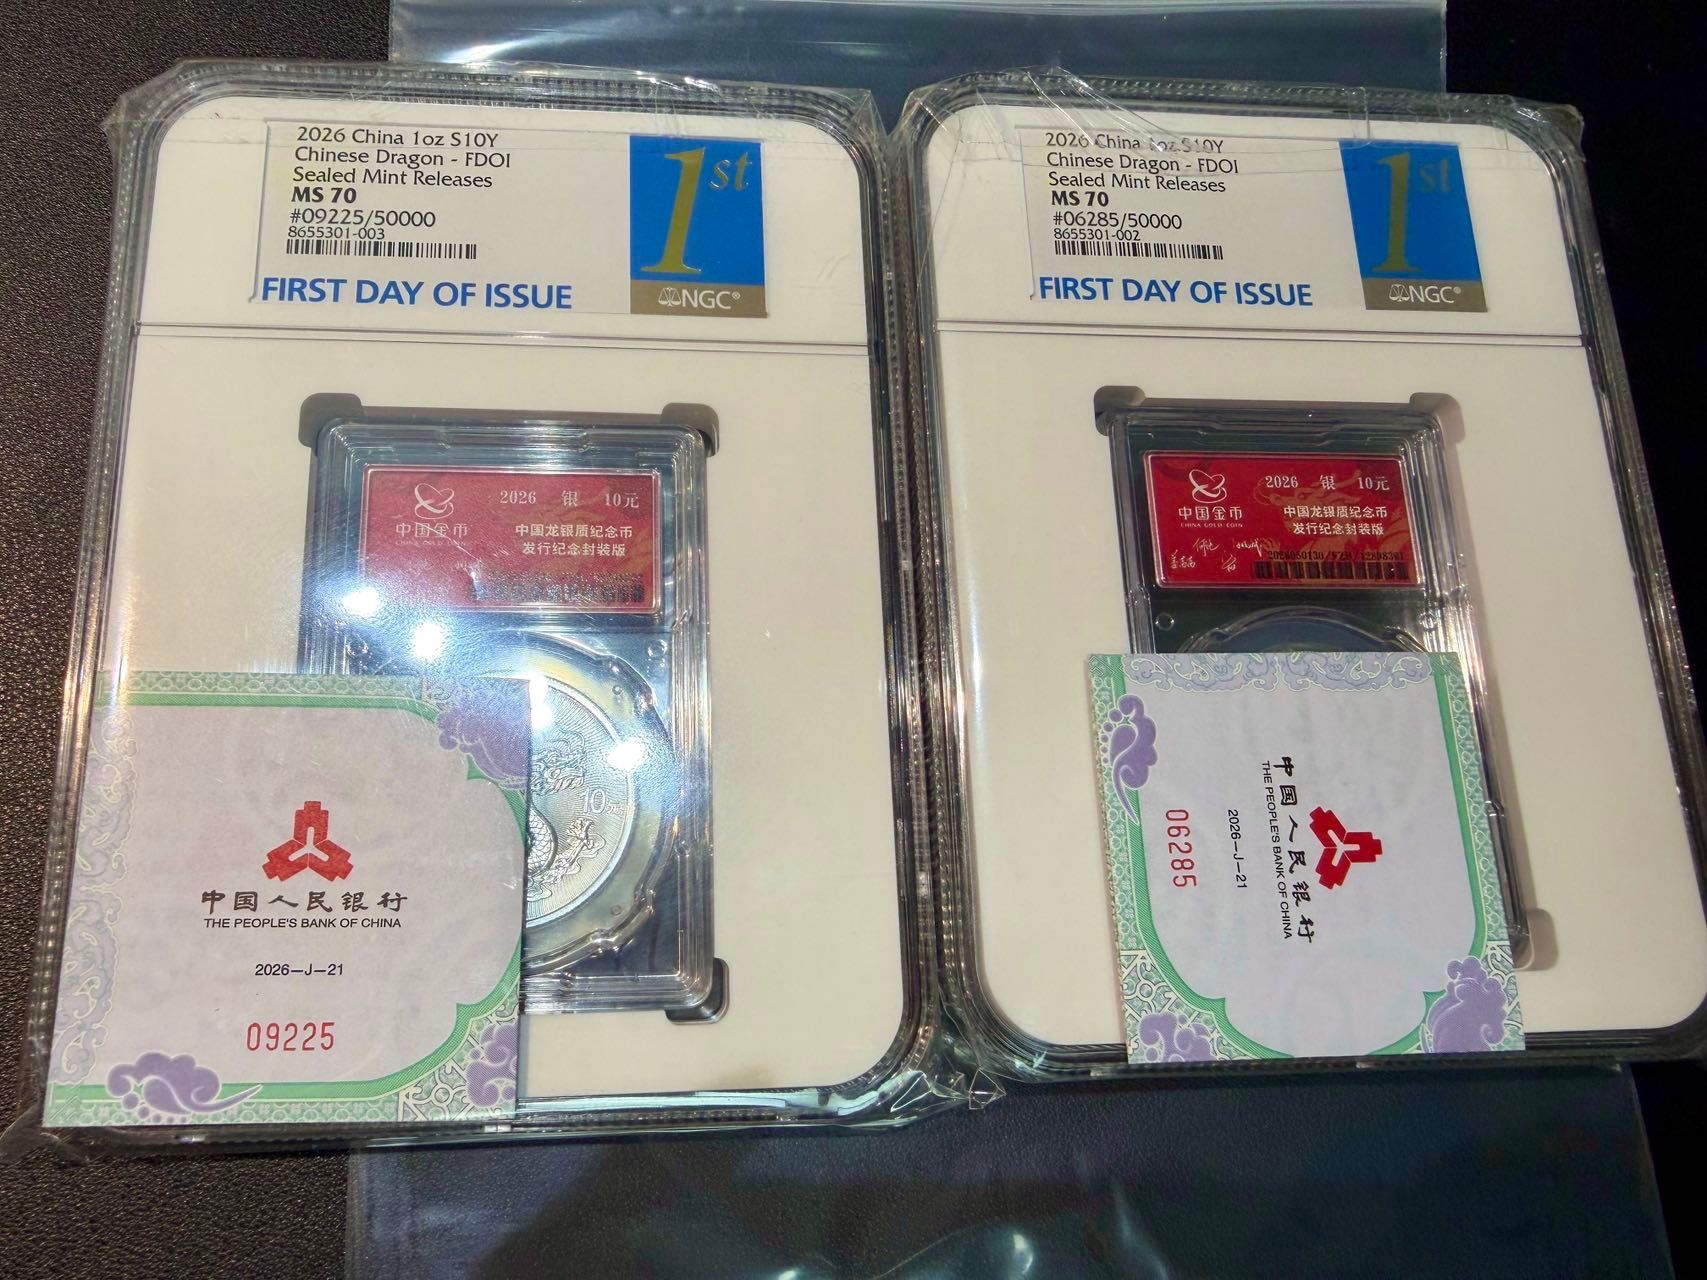 2026 China 1oz S10Y
Chinese Dragon - FDOI
Sealed Mint Releases
MS 70
#09225/50000
8655301-003
FIRST DAY OF ISSUE
1st
NGC®
中国金币
CHINA GOLD COIN
2026 银 10元
中国龙银质纪念币
发行纪念封装版
10元
中国人民银行
THE PEOPLE'S BANK OF CHINA
2026—J—21
09225
2026 China 1oz S10Y
Chinese Dragon - FDOI
Sealed Mint Releases
MS 70
#06285/50000
8655301-002
FIRST DAY OF ISSUE
1st
NGC®
中国金币
CHINA GOLD COIN
2026 银 10元
中国龙银质纪念币
发行纪念封装版
中国人民银行
THE PEOPLE'S BANK OF CHINA
2026—J—21
06285